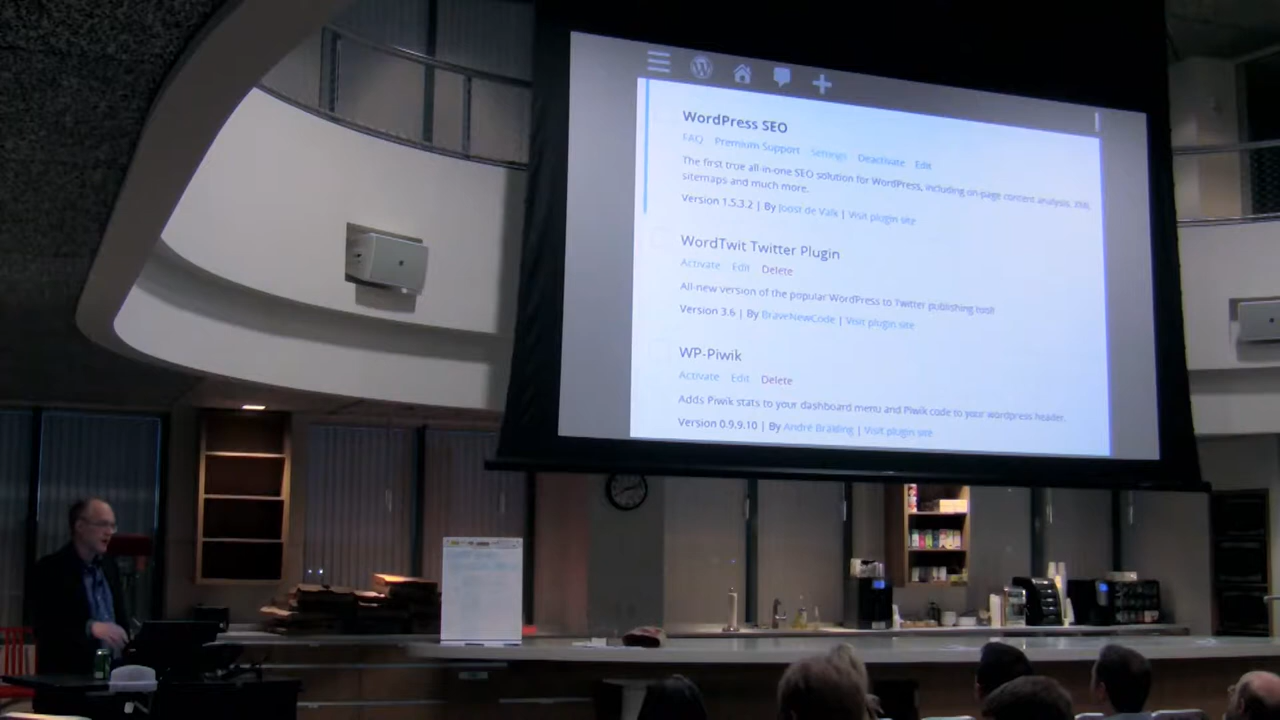 WordPress SEO
FAQ Premium Support Settings Deactivate Edit
The first true all-in-one SEO solution for WordPress, including on-page content analysis, XML
sitemaps and much more.
Version 1.5.3.2 | By Joost de Valk | Visit plugin site
WordTwit Twitter Plugin
Activate Edit Delete
All-new version of the popular WordPress to Twitter publishing tool!
Version 3.6 | By BraveNewCode | Visit plugin site
WP-Piwik
Activate Edit Delete
Adds Piwik stats to your dashboard menu and Piwik code to your wordpress header.
Version 0.9.9.10 | By André Bräkling | Visit plugin site